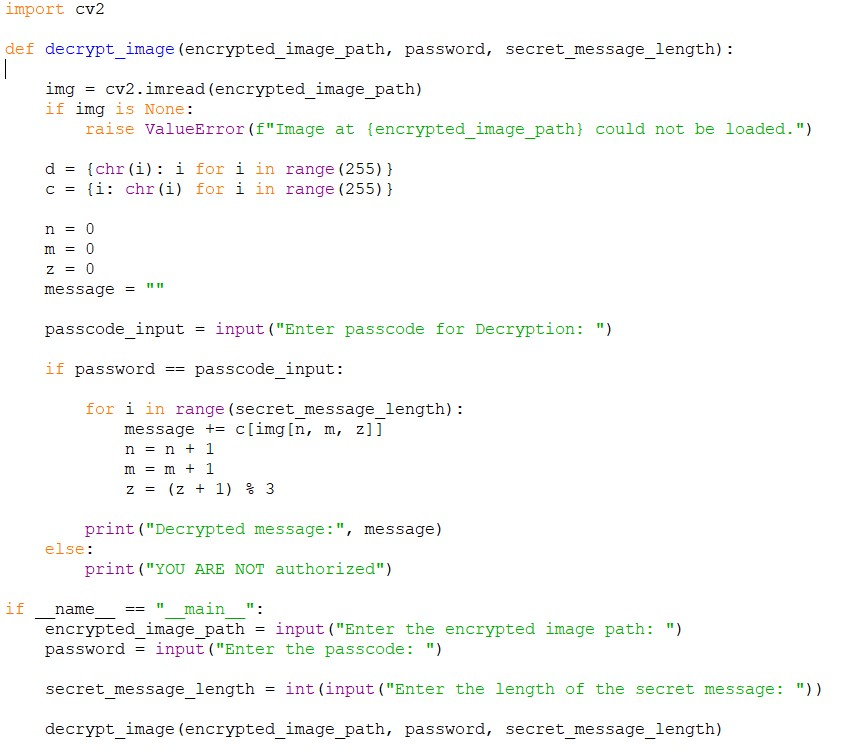 import cv2
def decrypt_image(encrypted_image_path, password, secret_message_length):
    img = cv2.imread(encrypted_image_path)
    if img is None:
        raise ValueError(f"Image at {encrypted_image_path} could not be loaded.")
    d = {chr(i): i for i in range(255)}
    c = {i: chr(i) for i in range(255)}
    n = 0
    m = 0
    z = 0
    message = ""
    passcode_input = input("Enter passcode for Decryption: ")
    if password == passcode_input:
        for i in range(secret_message_length):
            message += c[img[n, m, z]]
            n = n + 1
            m = m + 1
            z = (z + 1) % 3
        print("Decrypted message:", message)
    else:
        print("YOU ARE NOT authorized")
if __name__ == "__main__":
    encrypted_image_path = input("Enter the encrypted image path: ")
    password = input("Enter the passcode: ")
    secret_message_length = int(input("Enter the length of the secret message: "))
    decrypt_image(encrypted_image_path, password, secret_message_length)